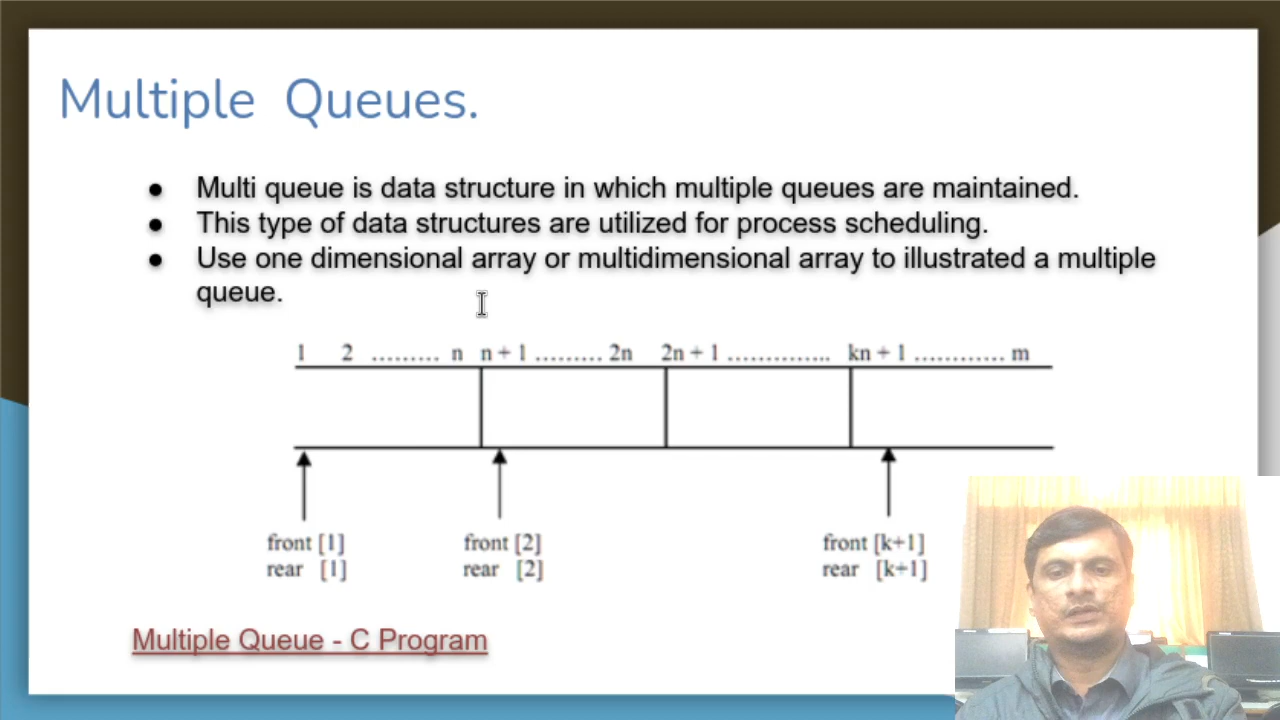 Multiple Queues.
● Multi queue is data structure in which multiple queues are maintained.
● This type of data structures are utilized for process scheduling.
● Use one dimensional array or multidimensional array to illustrated a multiple
queue.
1 2 ......... n n + 1 ......... 2n 2n + 1 .............. kn + 1 ............ m
front [1] front [2] front [k+1]
rear [1] rear [2] rear [k+1]
Multiple Queue - C Program